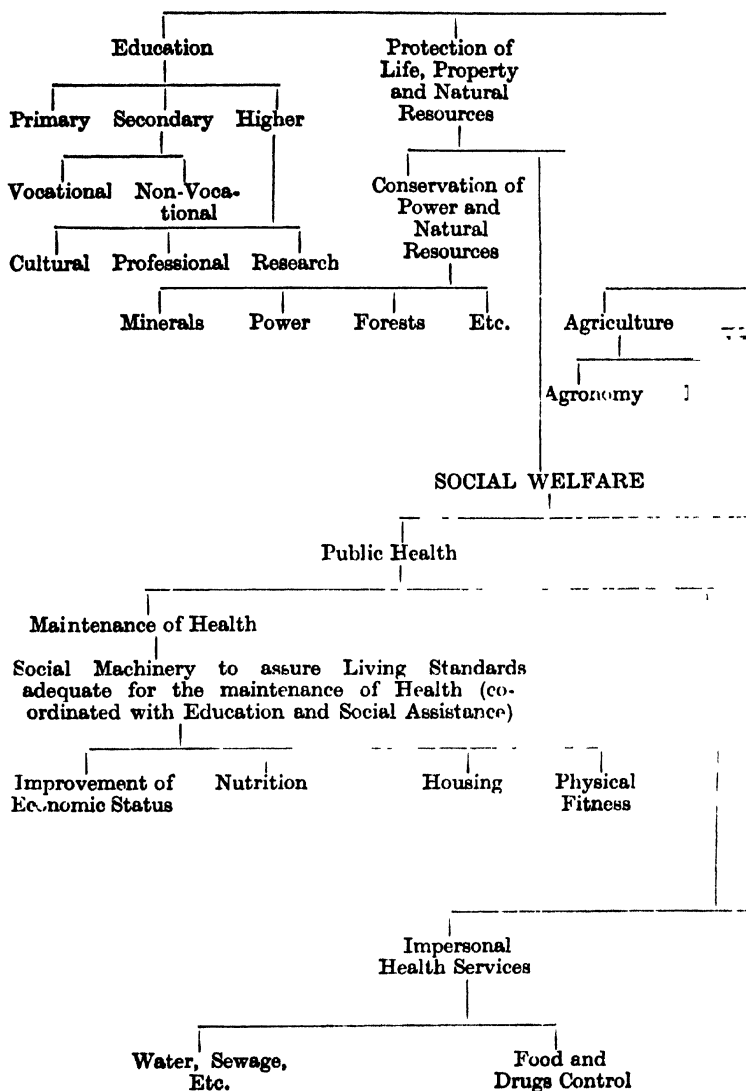 Education
Protection of
Life, Property
and Natural
Resources
Primary Secondary Higher
Vocational Non-Voca-
tional
Conservation of
Power and
Natural
Resources
Cultural Professional Research
Minerals Power Forests Etc.
Agriculture
Agronomy
SOCIAL WELFARE
Public Health
Maintenance of Health
Social Machinery to assure Living Standards
adequate for the maintenance of Health (co-
ordinated with Education and Social Assistance)
Improvement of
Economic Status
Nutrition
Housing
Physical
Fitness
Impersonal
Health Services
Water, Sewage,
Etc.
Food and
Drugs Control